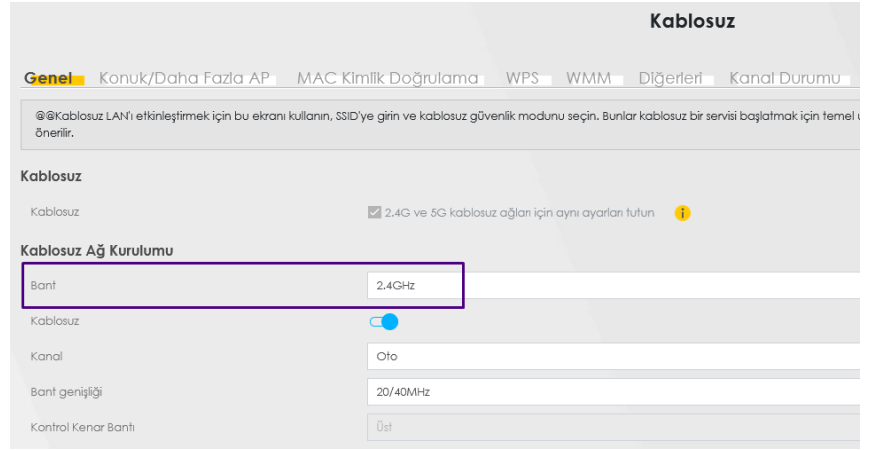 Kablosuz
Genel Konuk/Daha Fazla AP MAC Kimlik Doğrulama WPS WMM Diğerleri Kanal Durumu
@@Kablosuz LAN'ı etkinleştirmek için bu ekranı kullanın, SSID'ye girin ve kablosuz güvenlik modunu seçin. Bunlar kablosuz bir servisi başlatmak için temel
önerilir.
Kablosuz
Kablosuz 2.4G ve 5G kablosuz ağları için aynı ayarları tutun i
Kablosuz Ağ Kurulumu
Bant 2.4GHz
Kablosuz
Kanal Oto
Bant genişliği 20/40MHz
Kontrol Kenar Bantı Üst